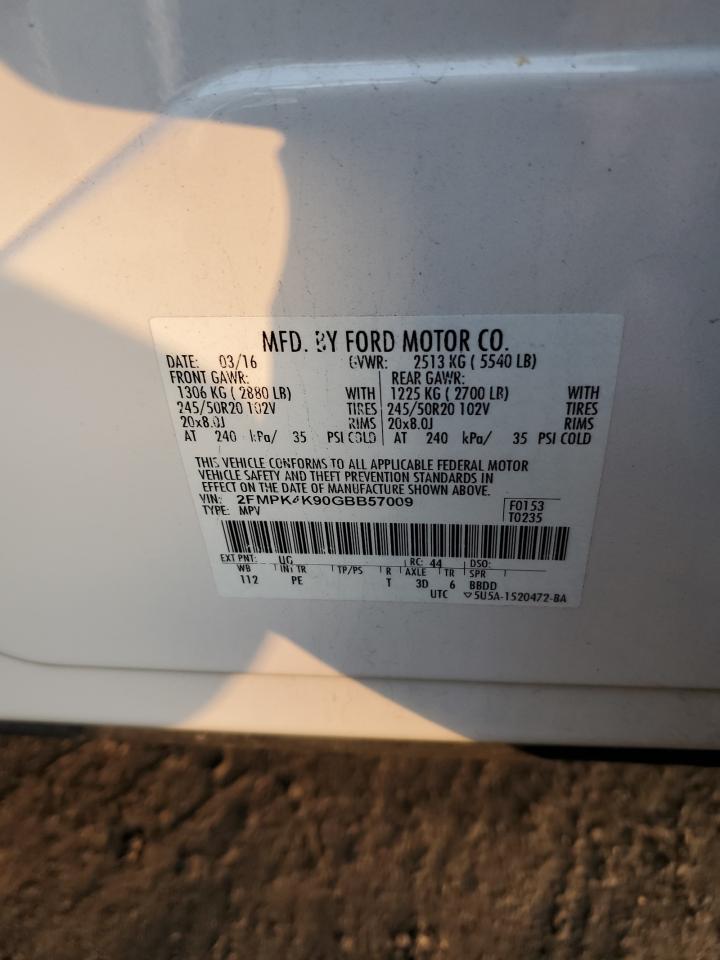 MFD. BY FORD MOTOR CO.
DATE: 03/16 GVWR: 2513 KG ( 5540 LB)
FRONT GAWR: REAR GAWR:
1306 KG ( 2880 LB) WITH 1225 KG ( 2700 LB) WITH
245/50R20 102V TIRES 245/50R20 102V TIRES
20x8.0J RIMS 20x8.0J RIMS
AT 240 kPa/ 35 PSI COLD AT 240 kPa/ 35 PSI COLD
THIS VEHICLE CONFORMS TO ALL APPLICABLE FEDERAL MOTOR
VEHICLE SAFETY AND THEFT PREVENTION STANDARDS IN
EFFECT ON THE DATE OF MANUFACTURE SHOWN ABOVE.
VIN: 2FMPK4K90GBB57009 F0153
TYPE: MPV T0235
EXT PNT: UG RC: 44 DSO:
WB INT TR TP/PS R AXLE TR SPR
112 PE T 3D 6 BBDD
UTC ▽5U5A-1520472-BA